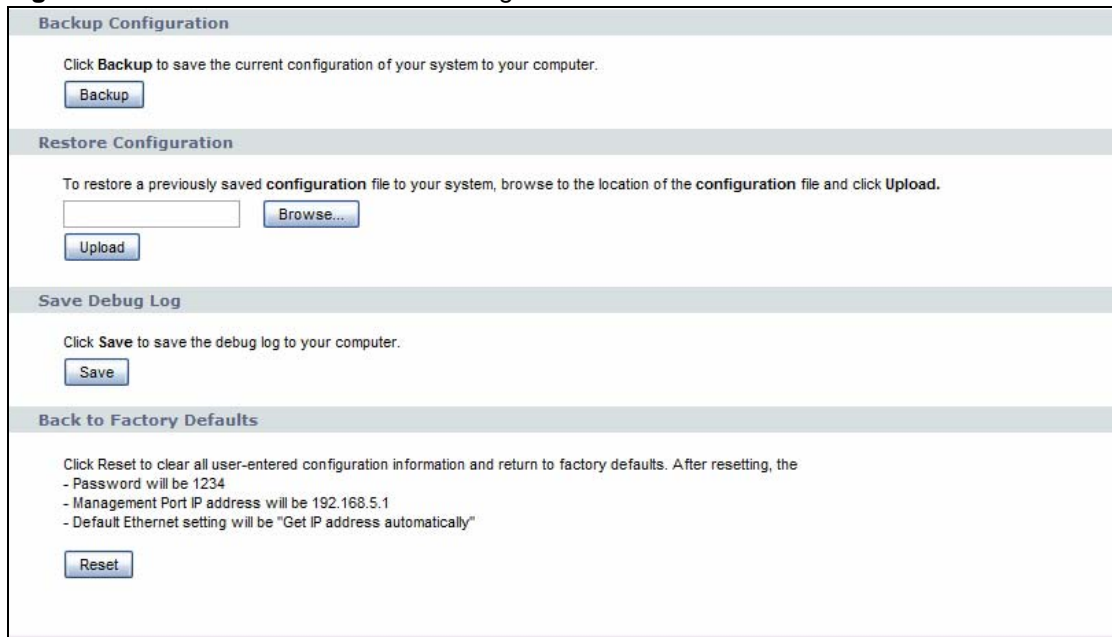 Backup Configuration
Click Backup to save the current configuration of your system to your computer.
Backup
Restore Configuration
To restore a previously saved configuration file to your system, browse to the location of the configuration file and click Upload.
Browse...
Upload
Save Debug Log
Click Save to save the debug log to your computer.
Save
Back to Factory Defaults
Click Reset to clear all user-entered configuration information and return to factory defaults. After resetting, the
- Password will be 1234
- Management Port IP address will be 192.168.5.1
- Default Ethernet setting will be "Get IP address automatically"
Reset